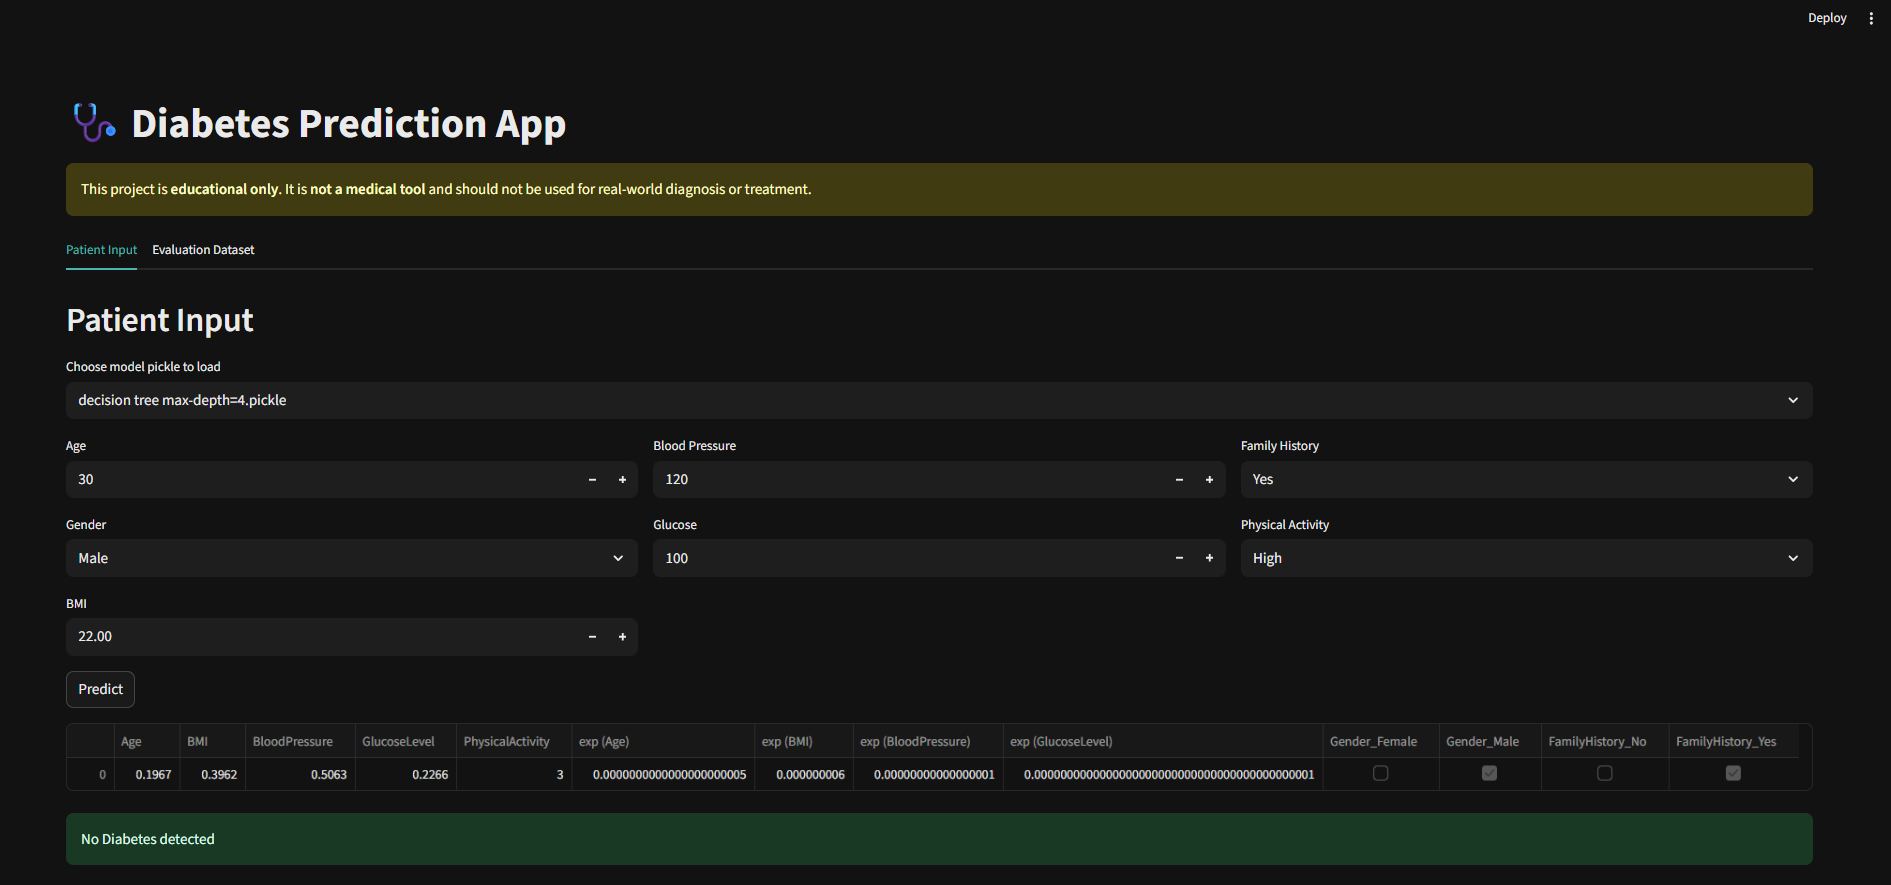 Deploy
Diabetes Prediction App
This project is educational only. It is not a medical tool and should not be used for real-world diagnosis or treatment.
Patient Input Evaluation Dataset
Patient Input
Choose model pickle to load
decision tree max-depth=4.pickle
Age Blood Pressure Family History
30 120 Yes
Gender Glucose Physical Activity
Male 100 High
BMI
22.00
Predict
Age BMI BloodPressure GlucoseLevel PhysicalActivity exp (Age) exp (BMI) exp (BloodPressure) exp (GlucoseLevel) Gender_Female Gender_Male FamilyHistory_No FamilyHistory_Yes
0 0.1967 0.3962 0.5063 0.2266 3 0.0000000000000000000005 0.000000006 0.00000000000000001
No Diabetes detected